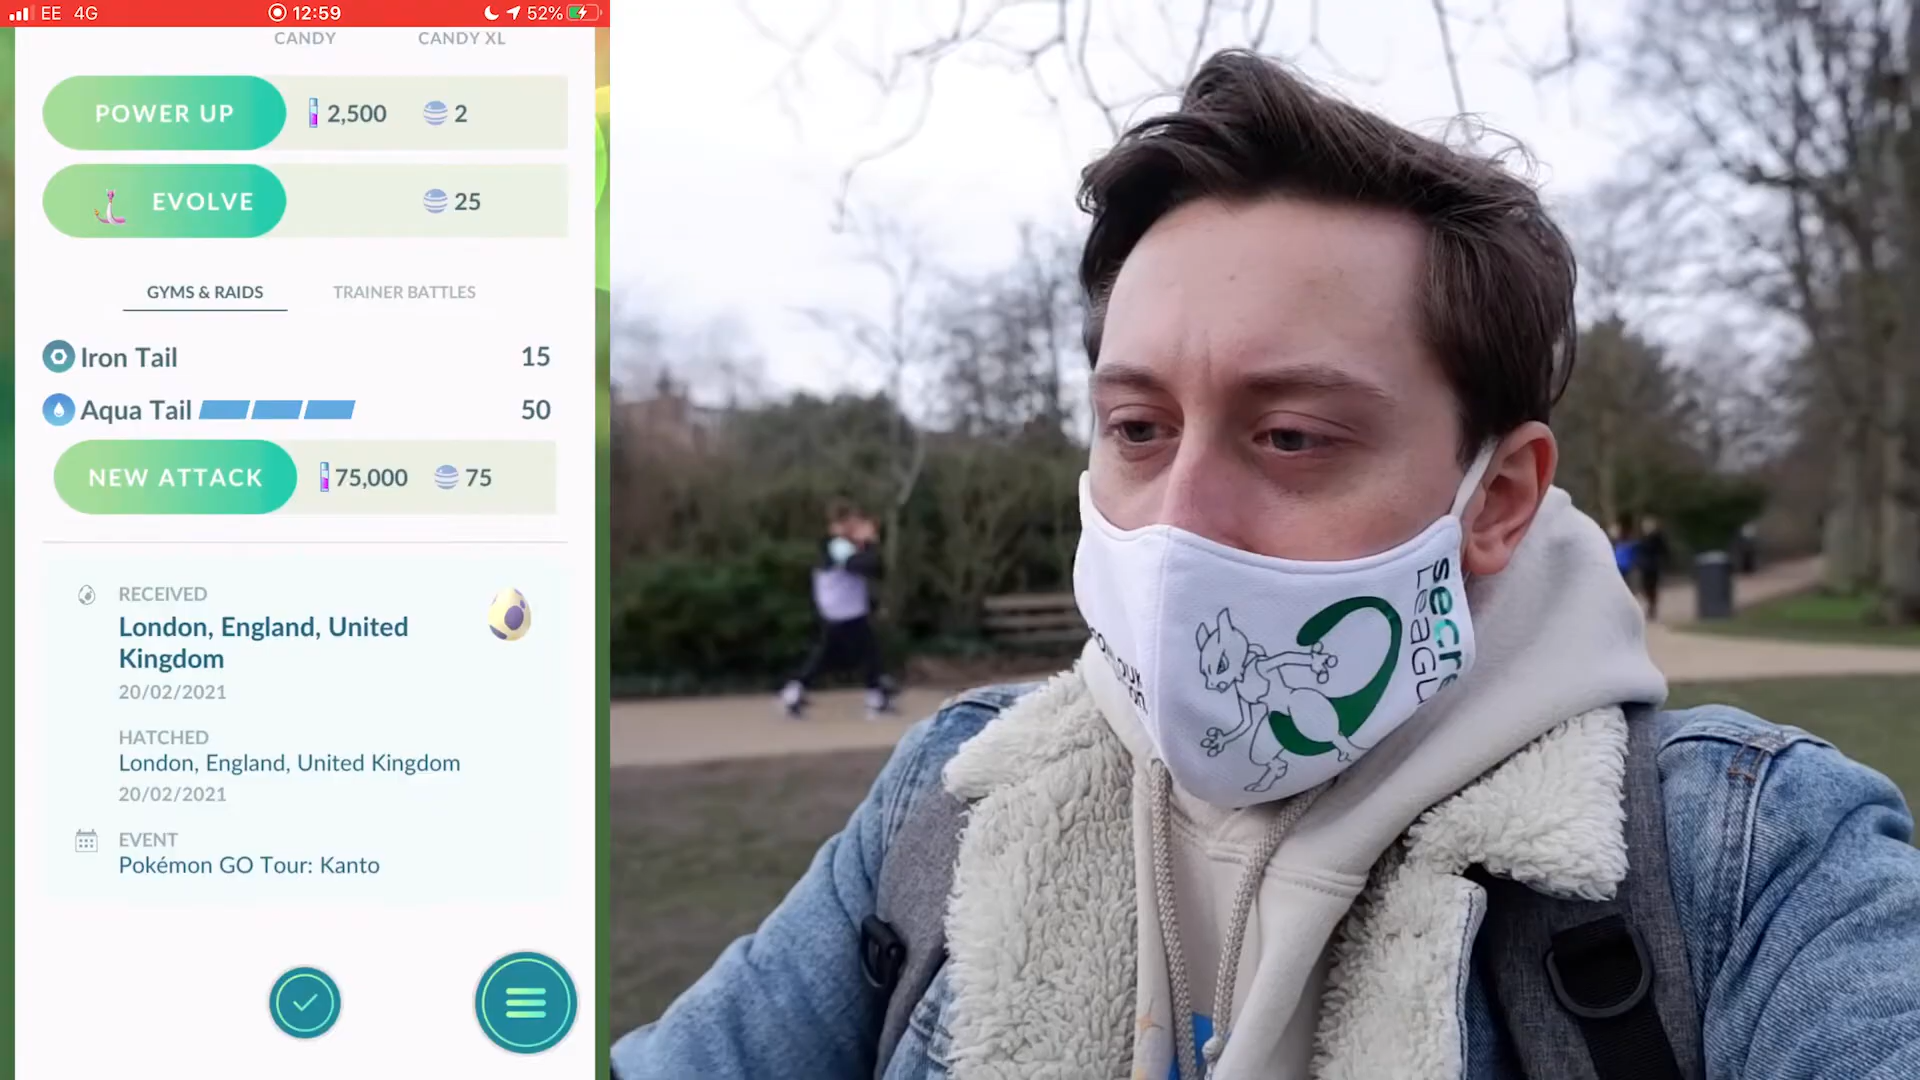 EE 4G 12:59 52%
CANDY CANDY XL
POWER UP 2,500 2
EVOLVE 25
GYMS & RAIDS TRAINER BATTLES
Iron Tail 15
Aqua Tail 50
NEW ATTACK 75,000 75
RECEIVED
London, England, United
Kingdom
20/02/2021
HATCHED
London, England, United Kingdom
20/02/2021
EVENT
Pokémon GO Tour: Kanto